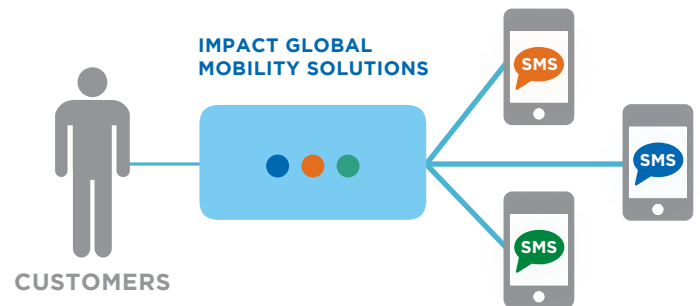 IMPACT GLOBAL
MOBILITY SOLUTIONS
SMS
SMS
SMS
CUSTOMERS